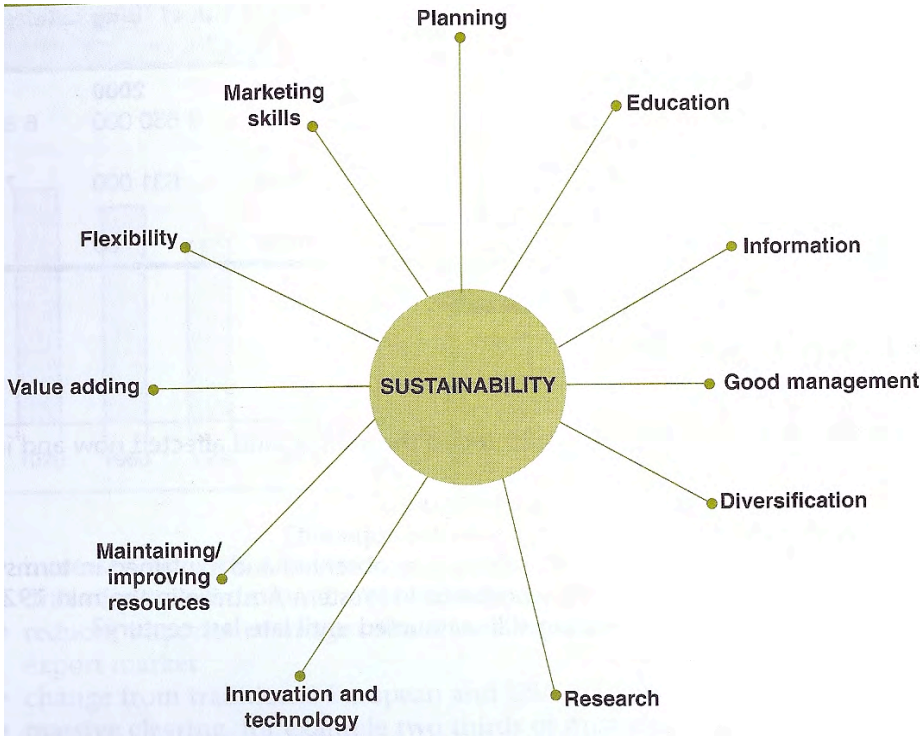 Planning
Marketing
skills
Education
Flexibility
Information
Value adding
SUSTAINABILITY
Good management
Diversification
Maintaining/
improving
resources
Innovation and
technology
Research